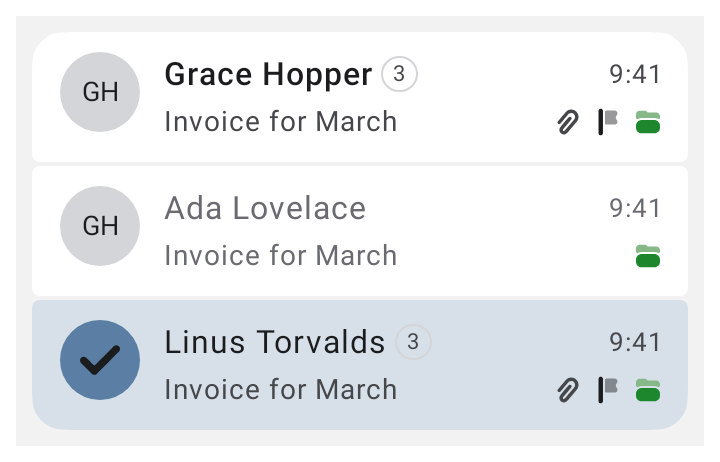 GH
Grace Hopper 3 9:41
Invoice for March
GH
Ada Lovelace 9:41
Invoice for March
Linus Torvalds 3 9:41
Invoice for March